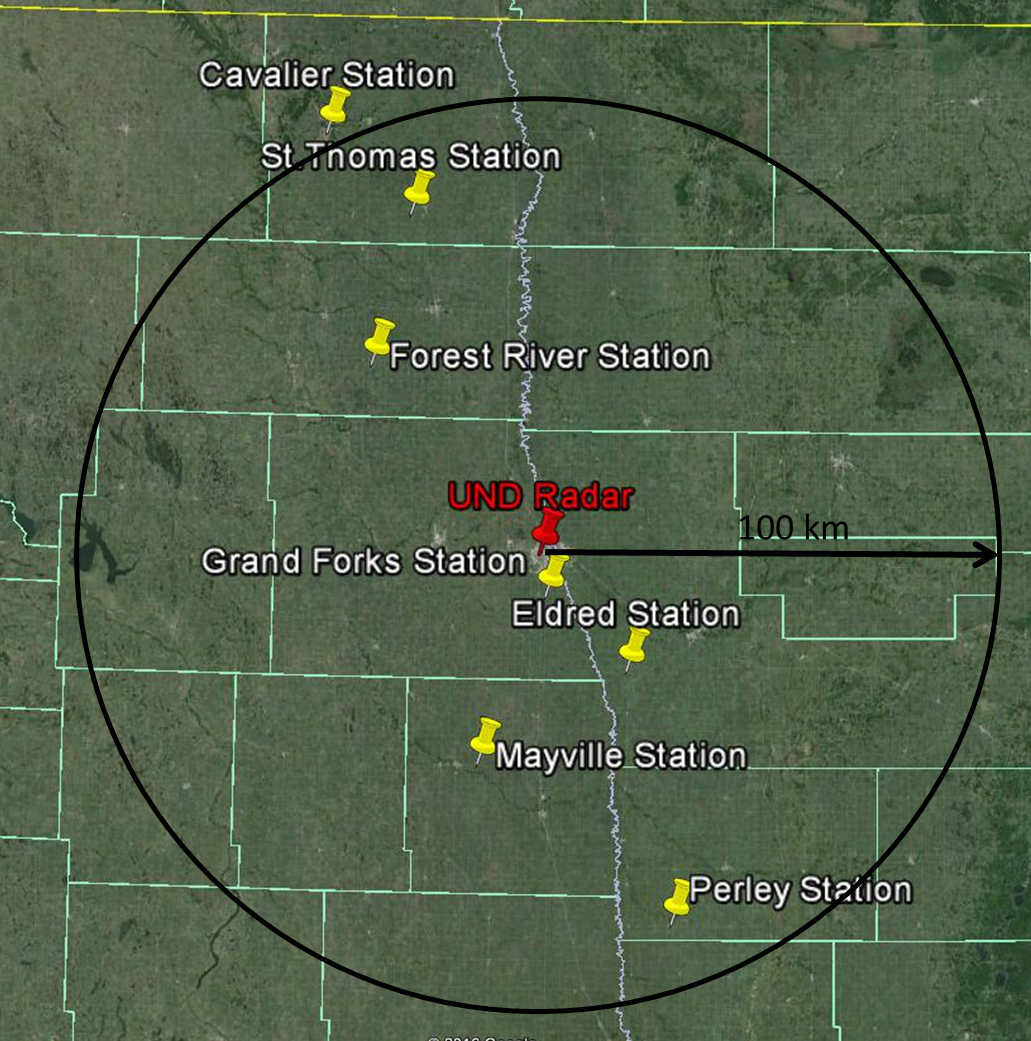 Cavalier Station
St.Thomas Station
Forest River Station
UND Radar
100 km
Grand Forks Station
Eldred Station
Mayville Station
Perley Station